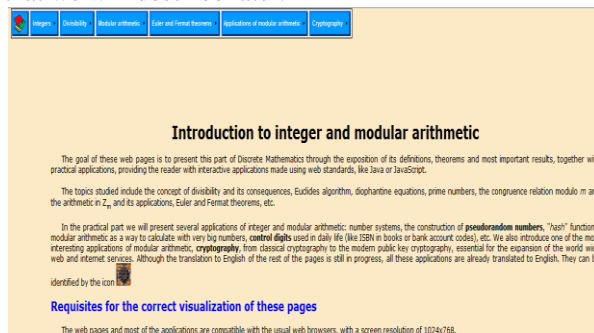 Integers Divisibility Modular arithmetic Euler and Fermat theorems Applications of modular arithmetic Cryptography
Introduction to integer and modular arithmetic
The goal of these web pages is to present this part of Discrete Mathematics through the exposition of its definitions, theorems and most important results, together wi
practical applications, providing the reader with interactive applications made using web standards, like Java or JavaScript.
The topics studied include the concept of divisibility and its consequences, Euclides algorithm, diophantine equations, prime numbers, the congruence relation modulo m an
the arithmetic in Zm and its applications, Euler and Fermat theorems, etc.
In the practical part we will present several applications of integer and modular arithmetic: number systems, the construction of pseudorandom numbers, "hash" function
modular arithmetic as a way to calculate with very big numbers, control digits used in daily life (like ISBN in books or bank account codes), etc. We also introduce one of the mo
interesting applications of modular arithmetic, cryptography, from classical cryptography to the modern public key cryptography, essential for the expansion of the world wid
web and internet services. Although the translation to English of the rest of the pages is still in progress, all these applications are already translated to English. They can b
identified by the icon
Requisites for the correct visualization of these pages
The web pages and most of the applications are compatible with the usual web browsers, with a screen resolution of 1024x768.